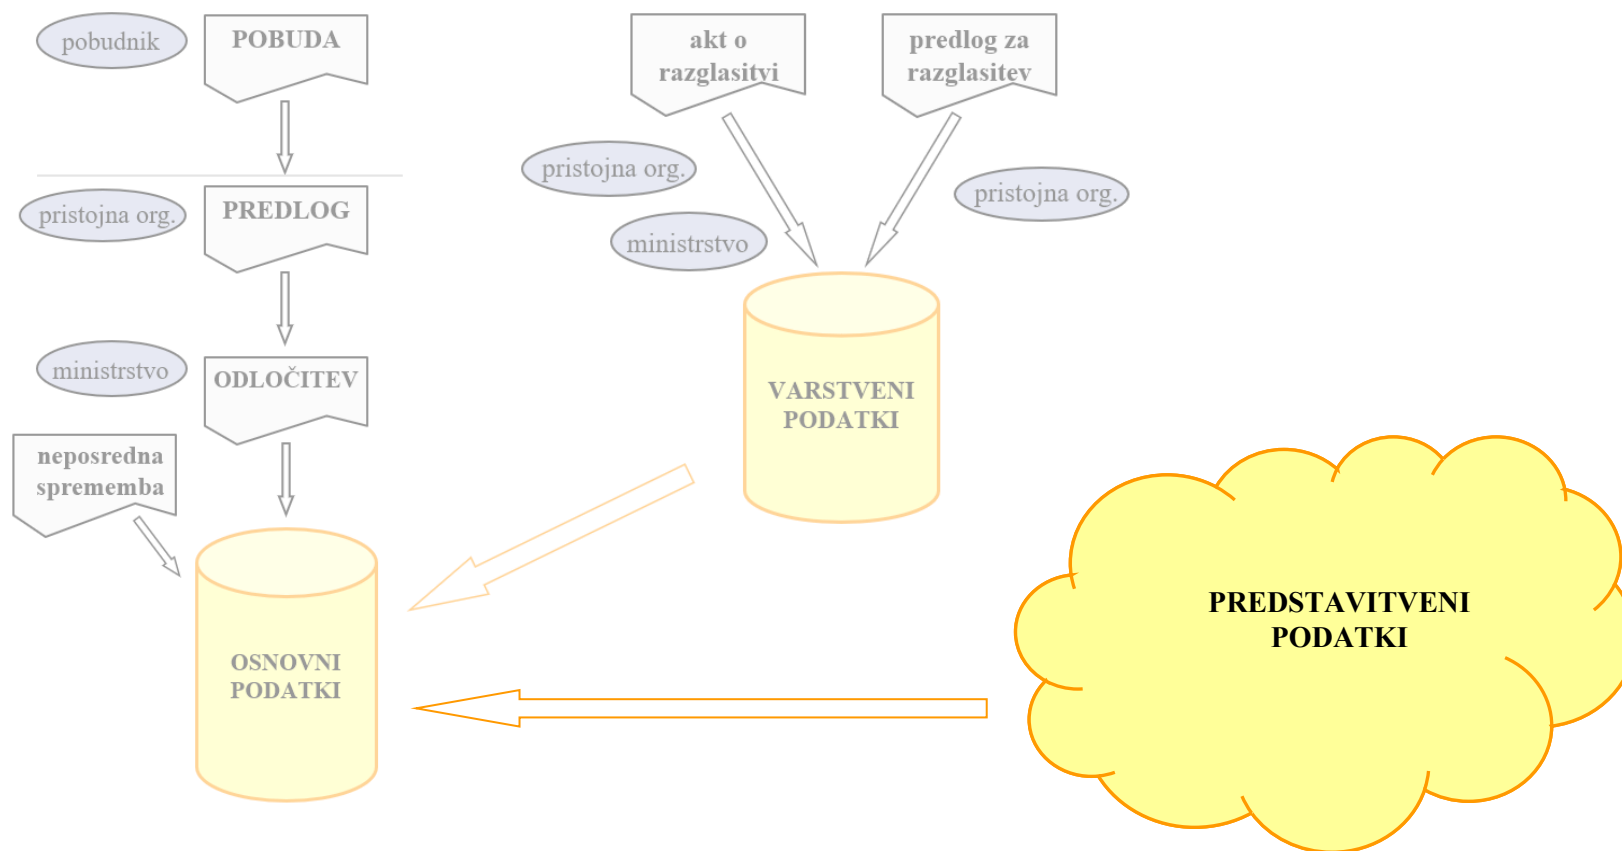 pobudnik
POBUDA
pristojna org.
PREDLOG
ministrstvo
ODLOČITEV
neposredna
sprememba
OSNOVNI
PODATKI
akt o
razglasitvi
predlog za
razglasitev
pristojna org.
pristojna org.
ministrstvo
VARSTVENI
PODATKI
PREDSTAVITVENI
PODATKI